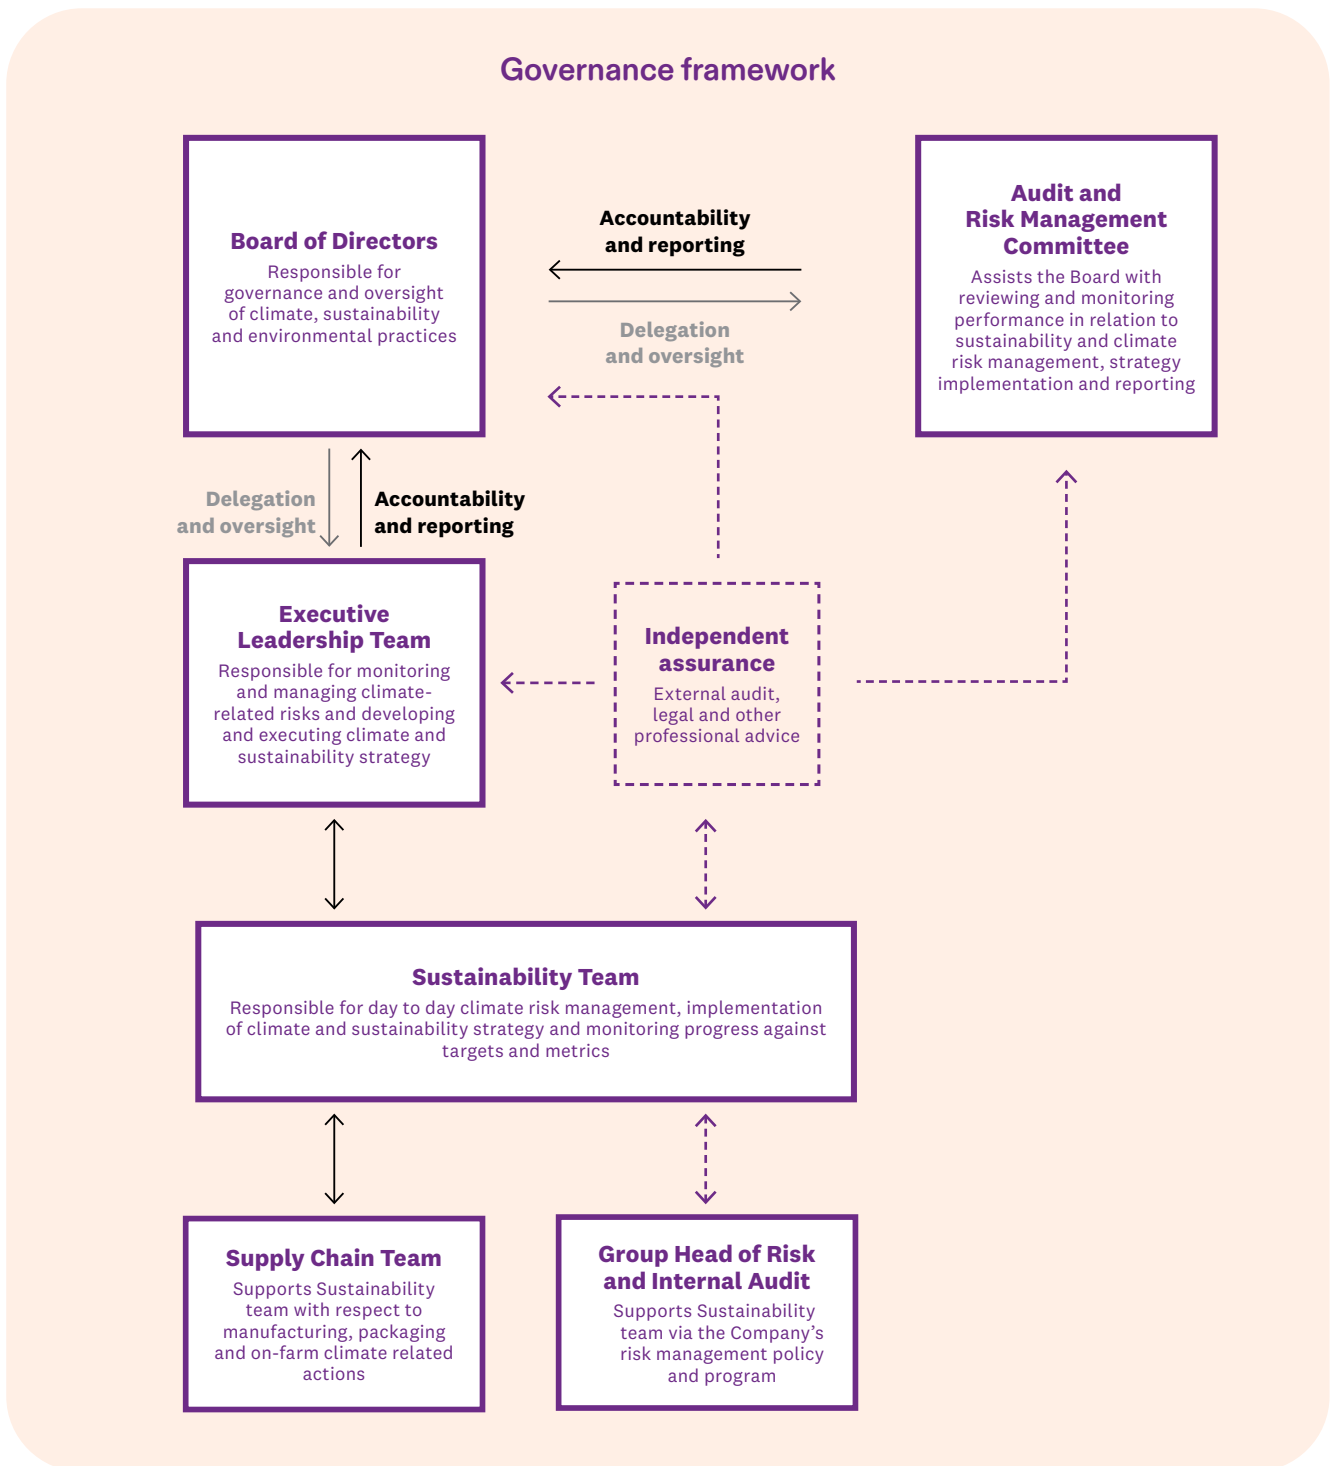 Governance framework
Board of Directors
Responsible for
governance and oversight
of climate, sustainability
and environmental practices
Accountability
and reporting
Delegation
and oversight
Audit and
Risk Management
Committee
Assists the Board with
reviewing and monitoring
performance in relation to
sustainability and climate
risk management, strategy
implementation and reporting
Delegation
and oversight
Accountability
and reporting
Executive
Leadership Team
Responsible for monitoring
and managing climate-
related risks and developing
and executing climate and
sustainability strategy
Independent
assurance
External audit,
legal and other
professional advice
Sustainability Team
Responsible for day to day climate risk management, implementation
of climate and sustainability strategy and monitoring progress against
targets and metrics
Supply Chain Team
Supports Sustainability
team with respect to
manufacturing, packaging
and on-farm climate related
actions
Group Head of Risk
and Internal Audit
Supports Sustainability
team via the Company’s
risk management policy
and program